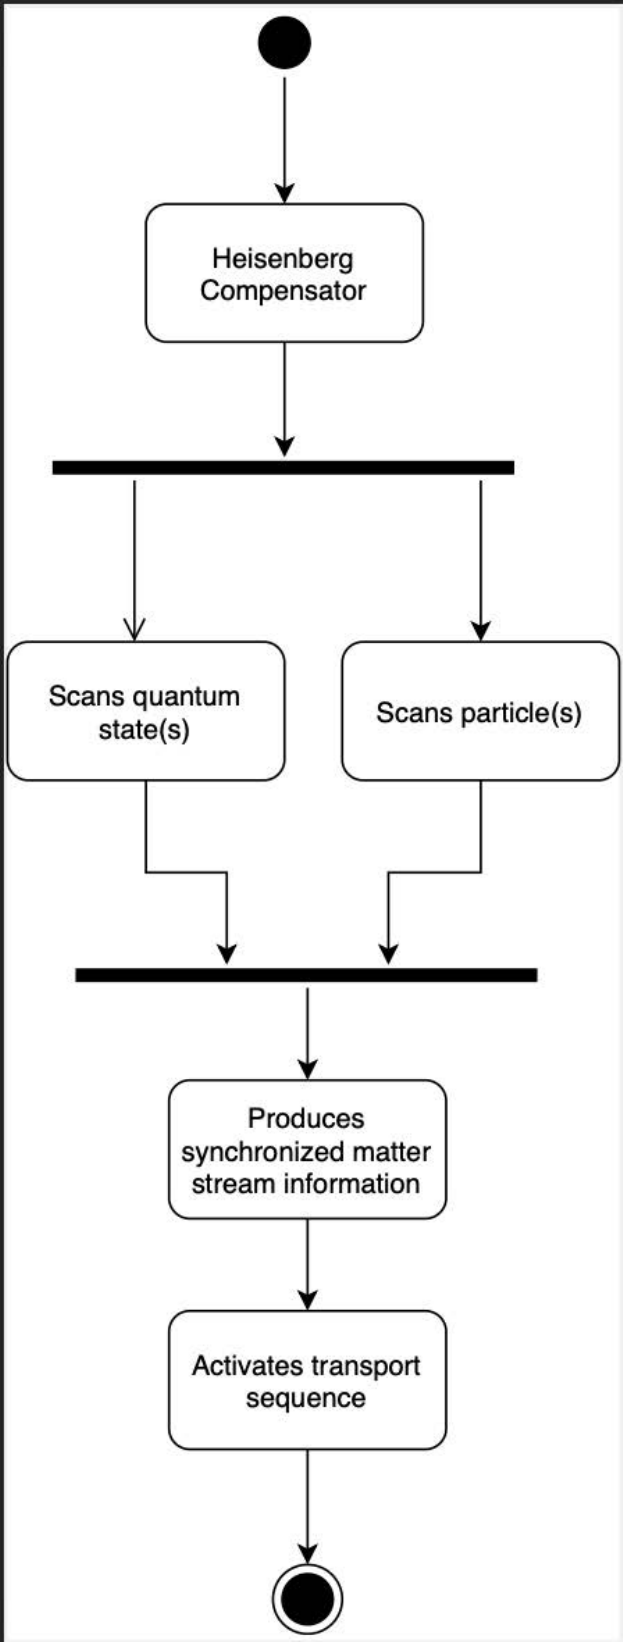 Heisenberg
Compensator
Scans quantum
state(s)
Scans particle(s)
Produces
synchronized matter
stream information
Activates transport
sequence